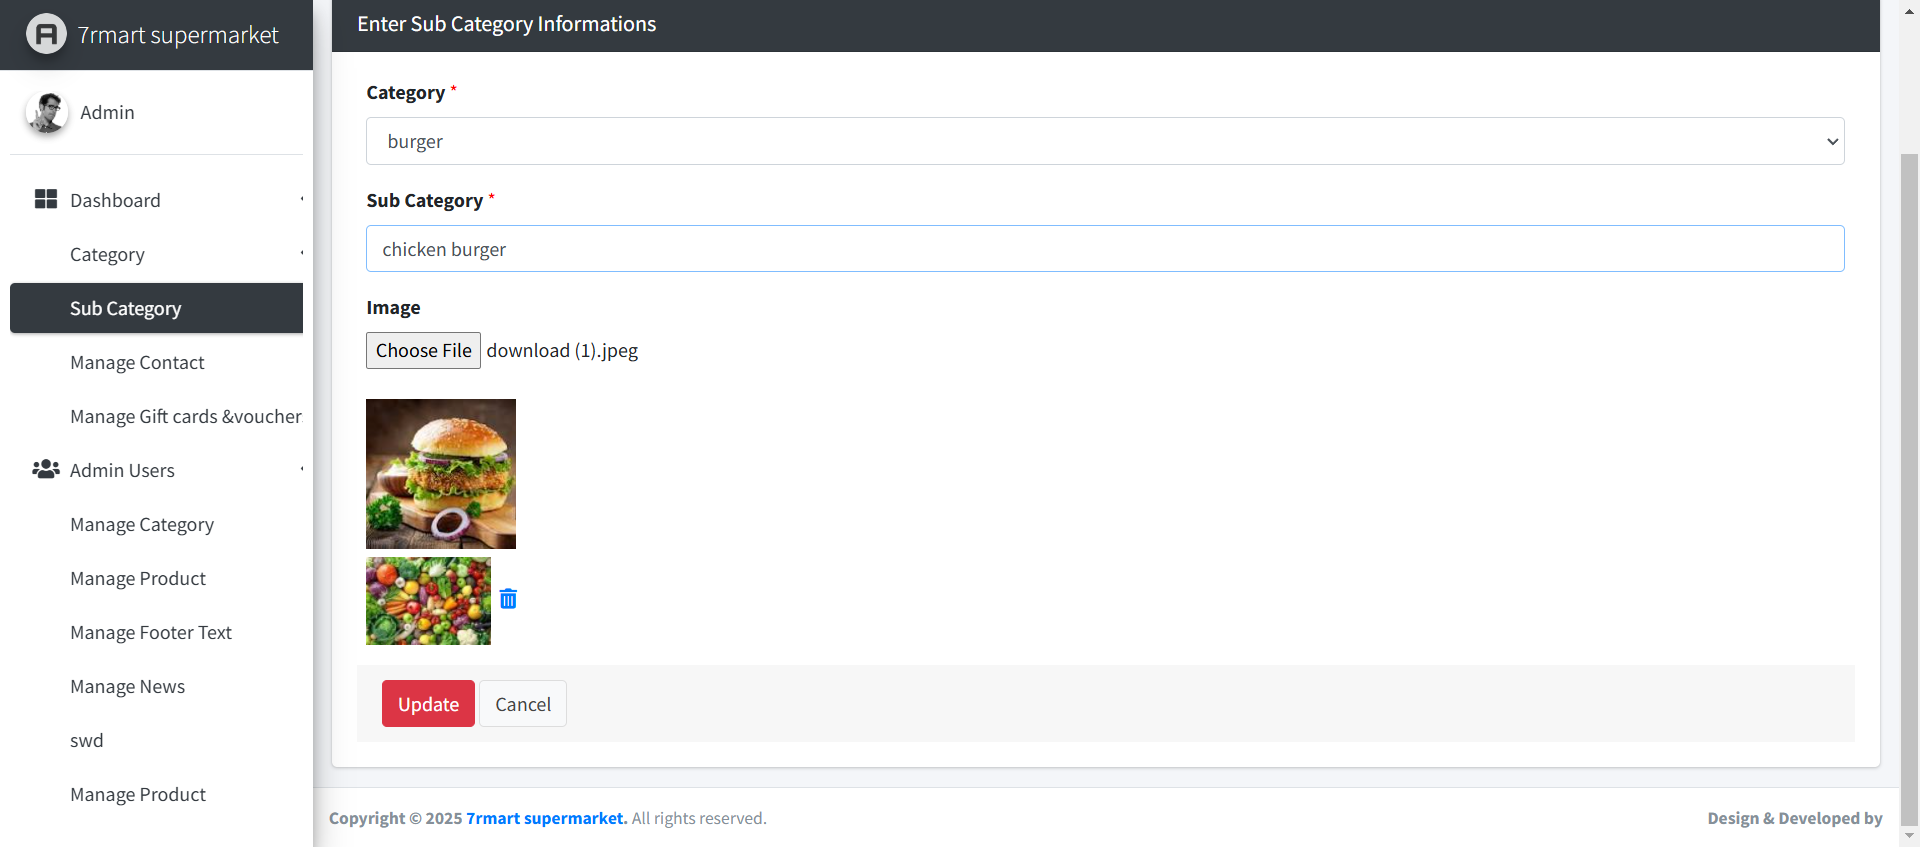 7rmart supermarket
Admin
Dashboard
Category
Sub Category
Manage Contact
Manage Gift cards &voucher
Admin Users
Manage Category
Manage Product
Manage Footer Text
Manage News
swd
Manage Product
Enter Sub Category Informations
Category *
burger
Sub Category *
chicken burger
Image
Choose File download (1).jpeg
Update Cancel
Copyright © 2025 7rmart supermarket. All rights reserved.
Design & Developed by